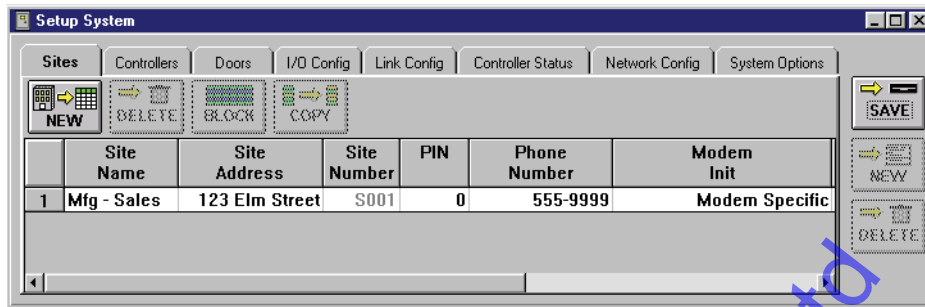 Setup System
Sites Controllers Doors I/O Config Link Config Controller Status Network Config System Options
NEW DELETE BLOCK COPY
SAVE
NEW
DELETE
Site Name Site Address Site Number PIN Phone Number Modem Init
1 Mfg - Sales 123 Elm Street S001 0 555-9999 Modem Specific
td